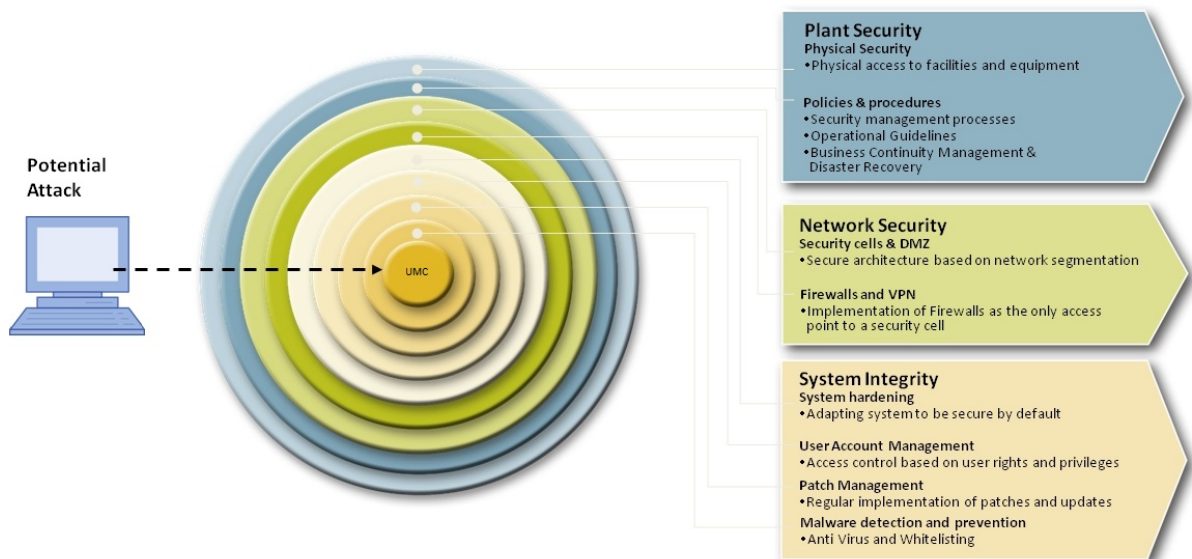 Potential
Attack
UMC
Plant Security
Physical Security
•Physical access to facilities and equipment
Policies & procedures
•Security management processes
•Operational Guidelines
•Business Continuity Management &
Disaster Recovery
Network Security
Security cells & DMZ
•Secure architecture based on network segmentation
Firewalls and VPN
•Implementation of Firewalls as the only access
point to a security cell
System Integrity
System hardening
•Adapting system to be secure by default
User Account Management
•Access control based on user rights and privileges
Patch Management
•Regular implementation of patches and updates
Malware detection and prevention
•Anti Virus and Whitelisting